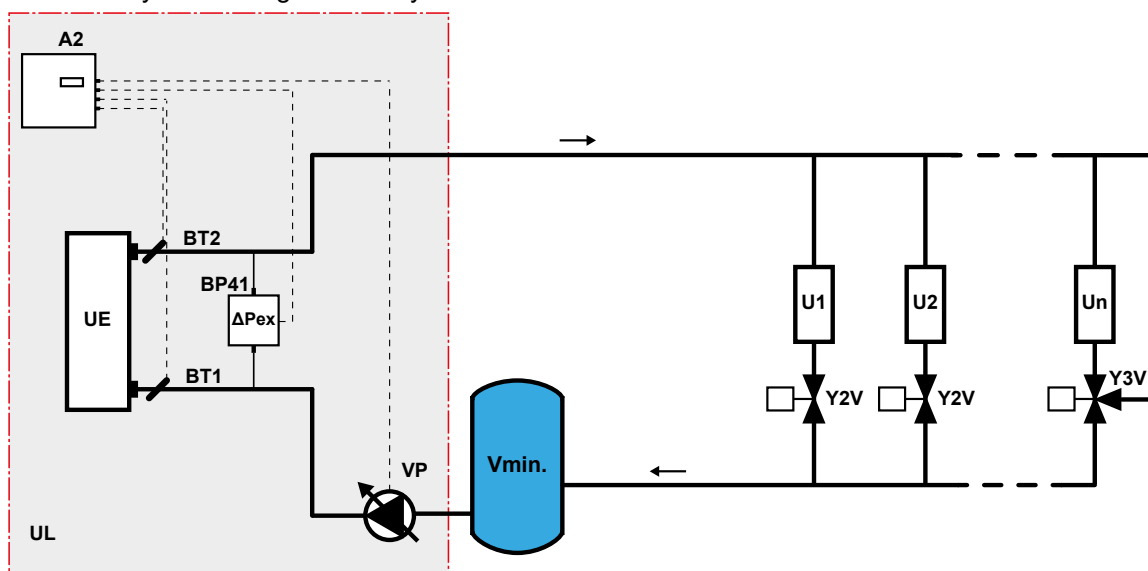 A2
BT2
BP41
ΔPex
UE
BT1
U1
U2
Un
Y2V
Y2V
Y3V
Vmin.
VP
UL